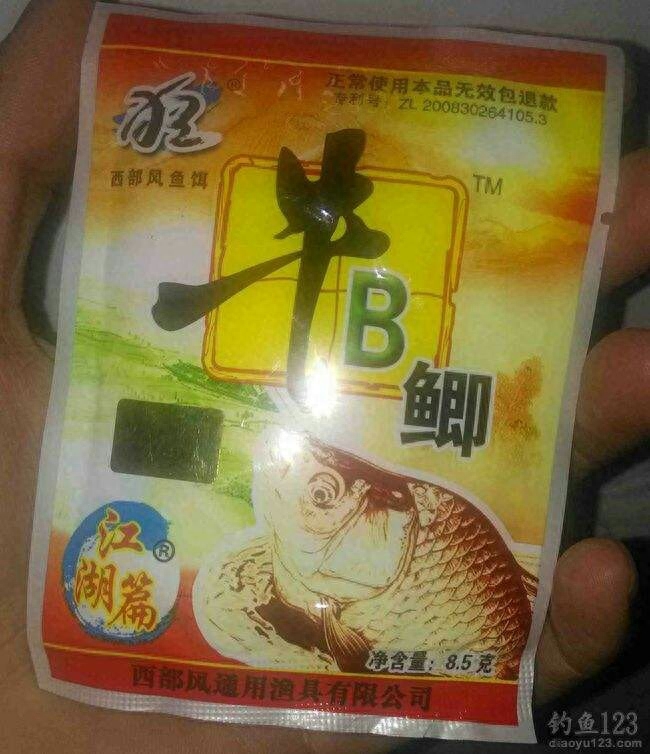 正常使用本品无效包退款
专利号: ZL 200830264105.3
®
西部风鱼饵
牛B鲫
TM
江湖篇®
净含量: 8.5克
西部风通用渔具有限公司
钓鱼123
diaoyu123.com